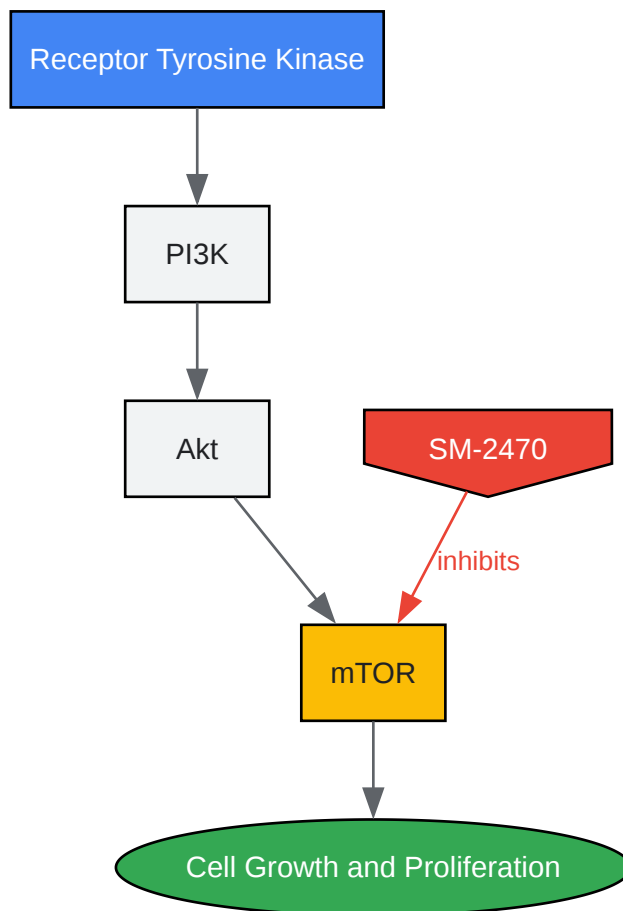 Receptor Tyrosine Kinase
PI3K
Akt
SM-2470
inhibits
mTOR
Cell Growth and Proliferation